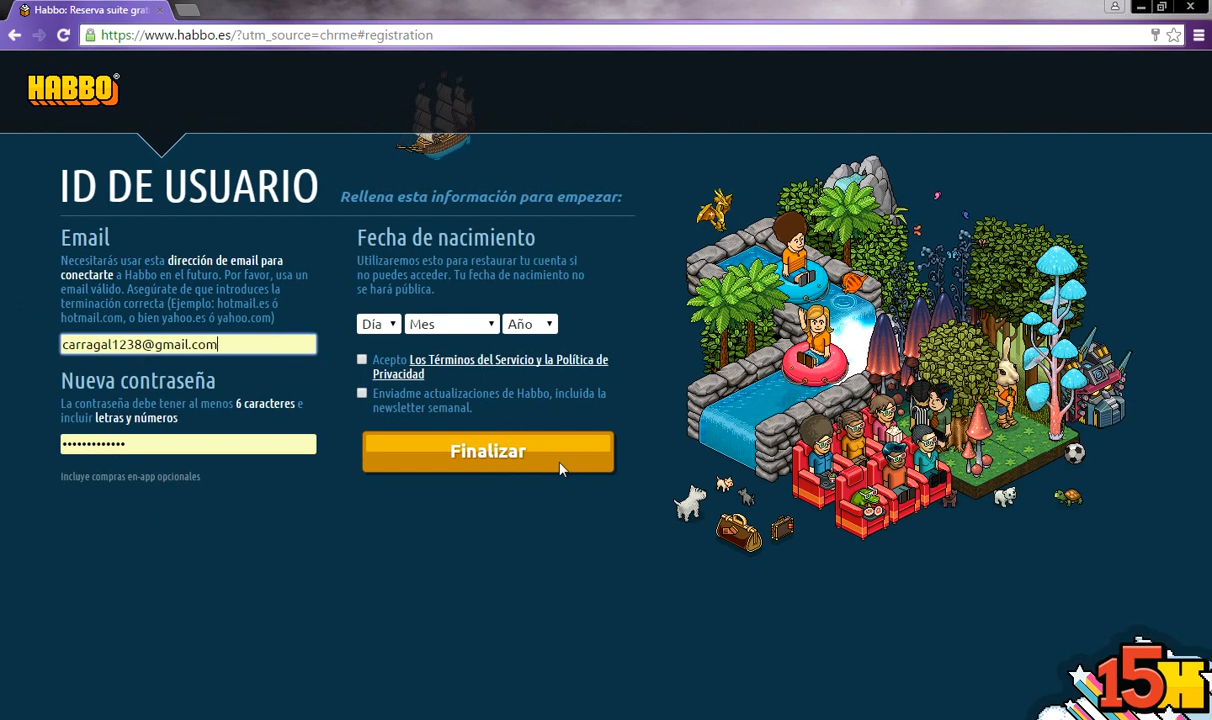 Habbo: Reserva suite grat
https://www.habbo.es/?utm_source=chrme#registration
HABBO®
ID DE USUARIO
Rellena esta información para empezar:
Email
Necesitarás usar esta dirección de email para
conectarte a Habbo en el futuro. Por favor, usa un
email válido. Asegúrate de que introduces la
terminación correcta (Ejemplo: hotmail.es ó
hotmail.com, o bien yahoo.es ó yahoo.com)
carragal1238@gmail.com
Nueva contraseña
La contraseña debe tener al menos 6 caracteres e
incluir letras y números
•••••••••••••
Incluye compras en-app opcionales
Fecha de nacimiento
Utilizaremos esto para restaurar tu cuenta si
no puedes acceder. Tu fecha de nacimiento no
se hará pública.
Día Mes Año
Acepto Los Términos del Servicio y la Política de
Privacidad
Enviadme actualizaciones de Habbo, incluida la
newsletter semanal.
Finalizar
15H